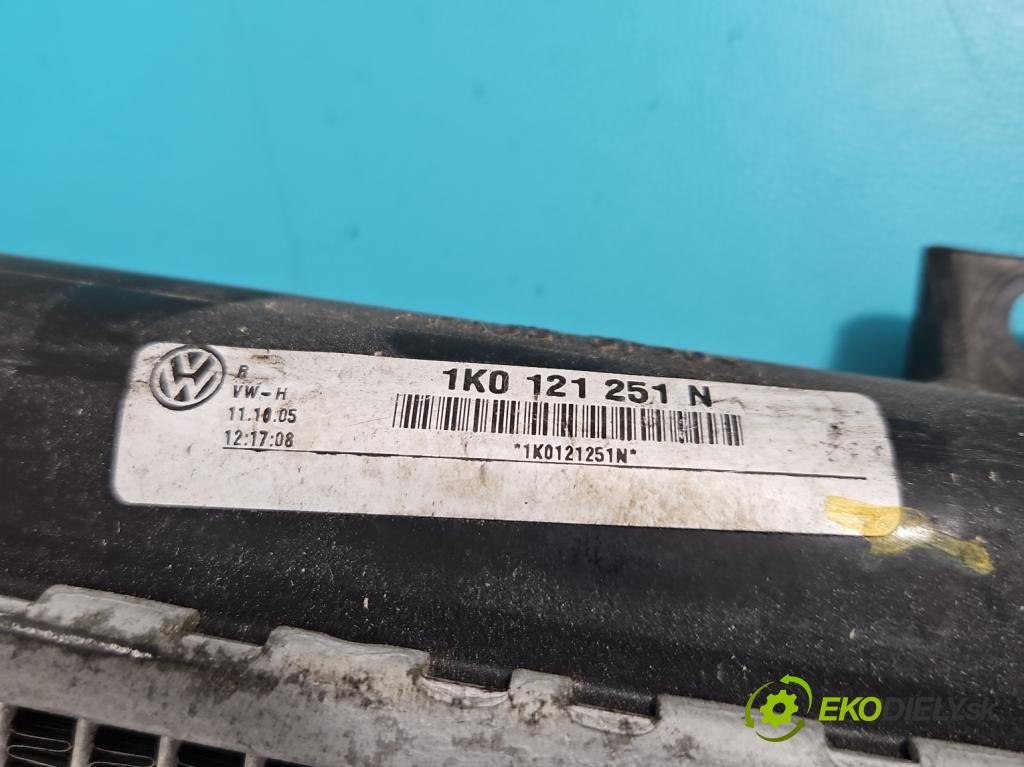 R
VW-H
11.10.05
12:17:08
1K0 121 251 N
*1K0121251N*
EKODIELY.sk